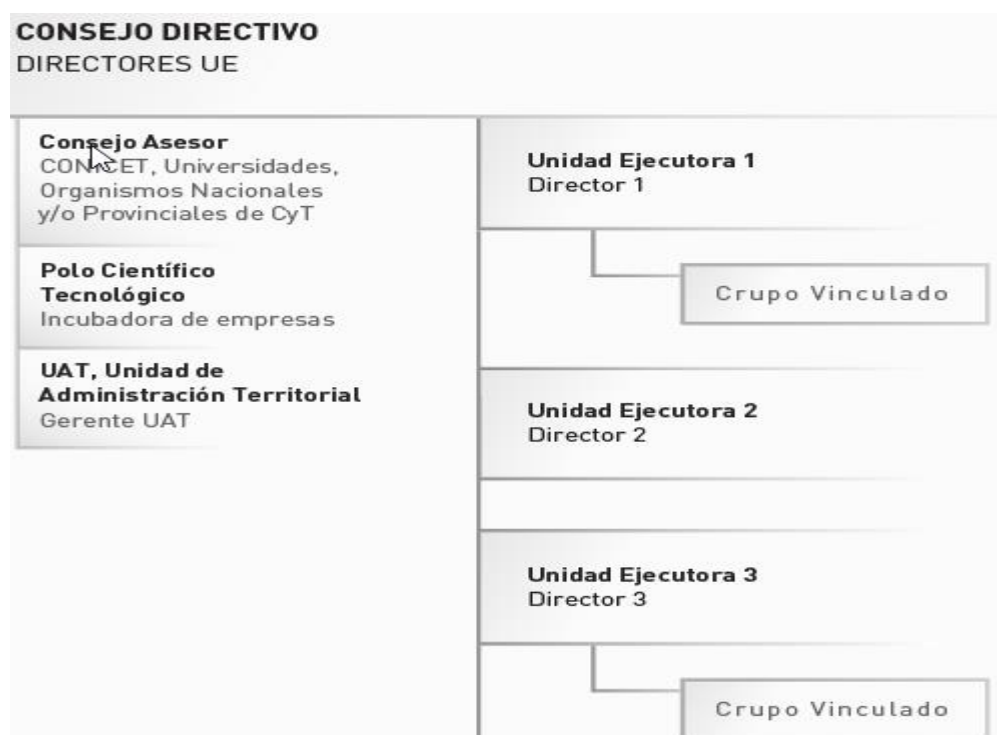 CONSEJO DIRECTIVO
DIRECTORES UE
Consejo Asesor
CONICET, Universidades,
Organismos Nacionales
y/o Provinciales de CyT
Polo Científico
Tecnológico
Incubadora de empresas
UAT, Unidad de
Administración Territorial
Gerente UAT
Unidad Ejecutora 1
Director 1
Crupo Vinculado
Unidad Ejecutora 2
Director 2
Unidad Ejecutora 3
Director 3
Crupo Vinculado